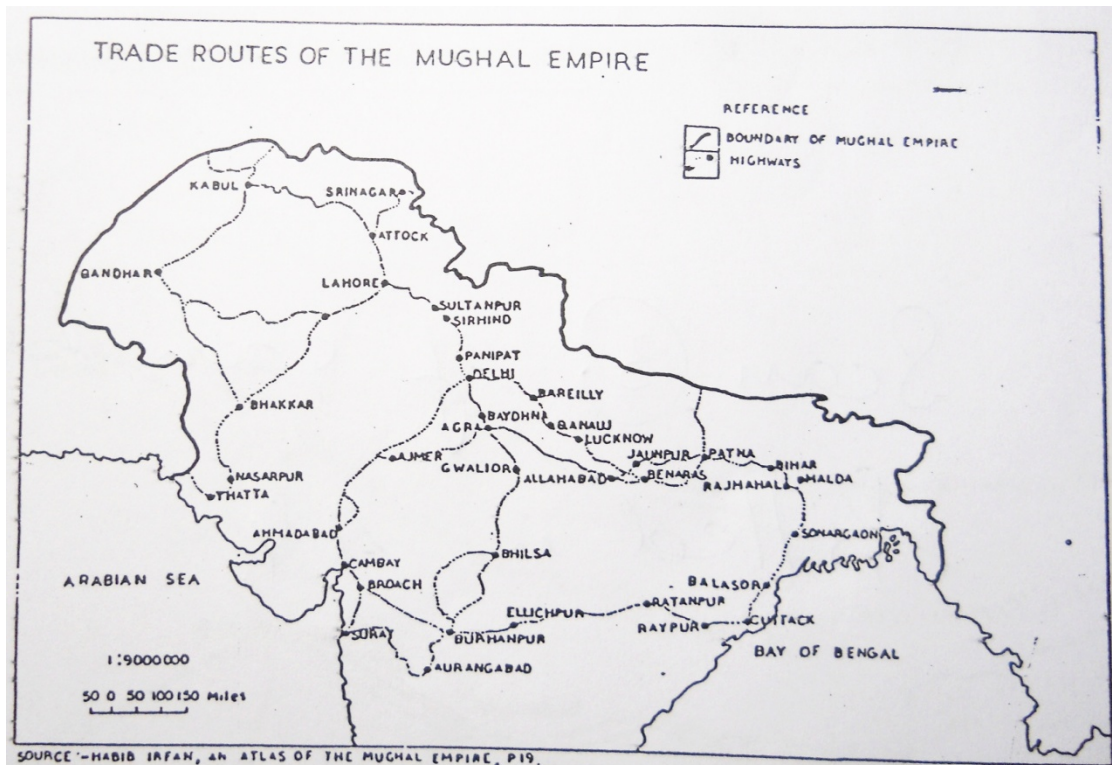 TRADE ROUTES OF THE MUGHAL EMPIRE
REFERENCE
BOUNDARY OF MUGHAL EMPIRE
HIGHWAYS
KABUL
SRINAGAR
ATTOCK
QANDHAR
LAHORE
SULTANPUR
SIRHIND
PANIPAT
DELHI
BAREILLY
BHAKKAR
BAYDHNA
QANAUJ
AGRA
LUCKNOW
AJMER
GWALIOR
JAUNPUR
PATNA
BIHAR
NASARPUR
ALLAHABAD
BENARAS
RAJMAHAL
MALDA
THATTA
AHMADABAD
SONARGAON
BHILSA
CAMBAY
ARABIAN SEA
BROACH
BALASOR
ELLICHPUR
RATANPUR
SURAY
BURHANPUR
RAYPUR
CUTTACK
BAY OF BENGAL
1:9000000
AURANGABAD
50 0 50 100 150 Miles
SOURCE:-HABIB IRFAN, AN ATLAS OF THE MUGHAL EMPIRE, P19.